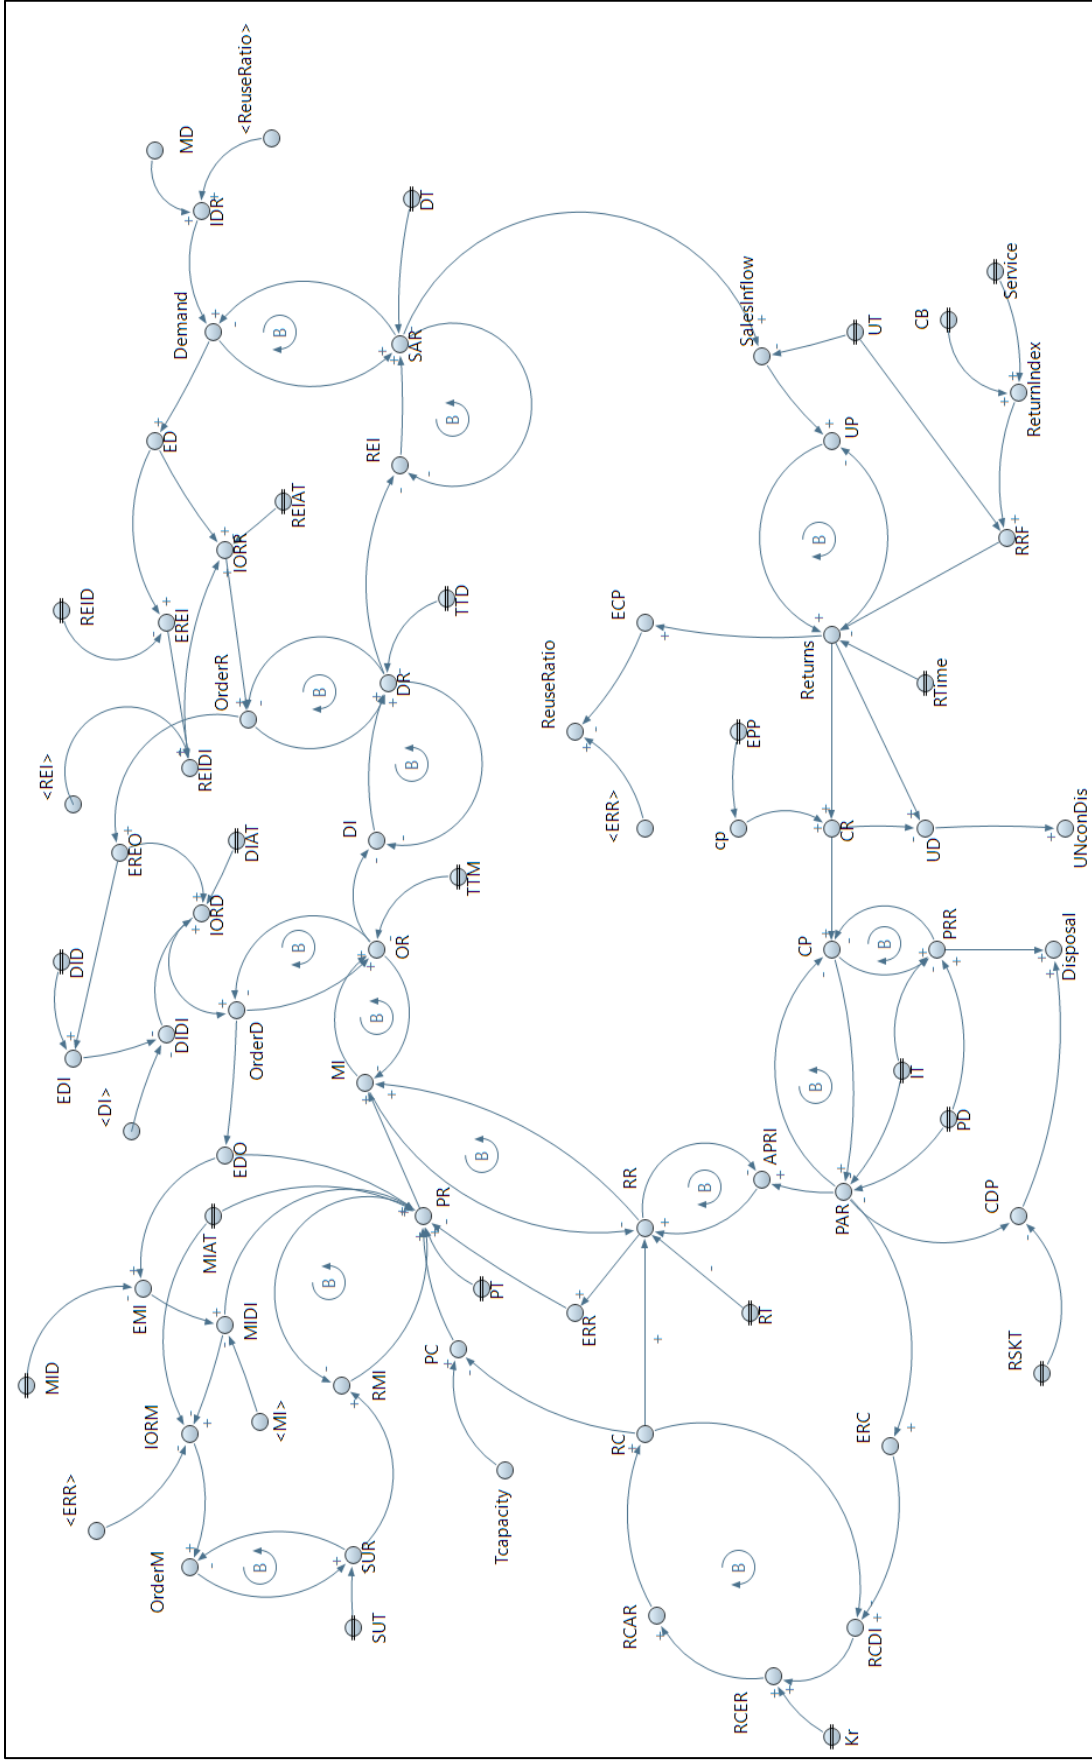 MD
<ReuseRatio>
IDR
Demand
DT
SAR
B
ED
REI
B
REIAT
IORR
REID
EREI
OrderR
B
TTD
DR
<REI>
REIDI
B
DI
EREO
DIAT
IORD
TTM
DID
OrderD
B
OR
EDI
DIDI
<DI>
B
MI
EDO
B
MIAT
PR
MID
EMI
MIDI
B
PT
ERR
PC
RMI
IORM
<MI>
<ERR>
Tcapacity
OrderM
B
SUR
SUT
SalesInflow
UT
CB
Service
ReturnIndex
UP
B
RRF
ECP
ReuseRatio
Returns
RTime
EPP
<ERR>
cp
CR
UD
UNconDis
CP
PRR
B
Disposal
B
IT
PD
RR
APRI
B
PAR
CDP
RT
RSKT
RC
ERC
B
RCAR
RCDI
RCER
Kr